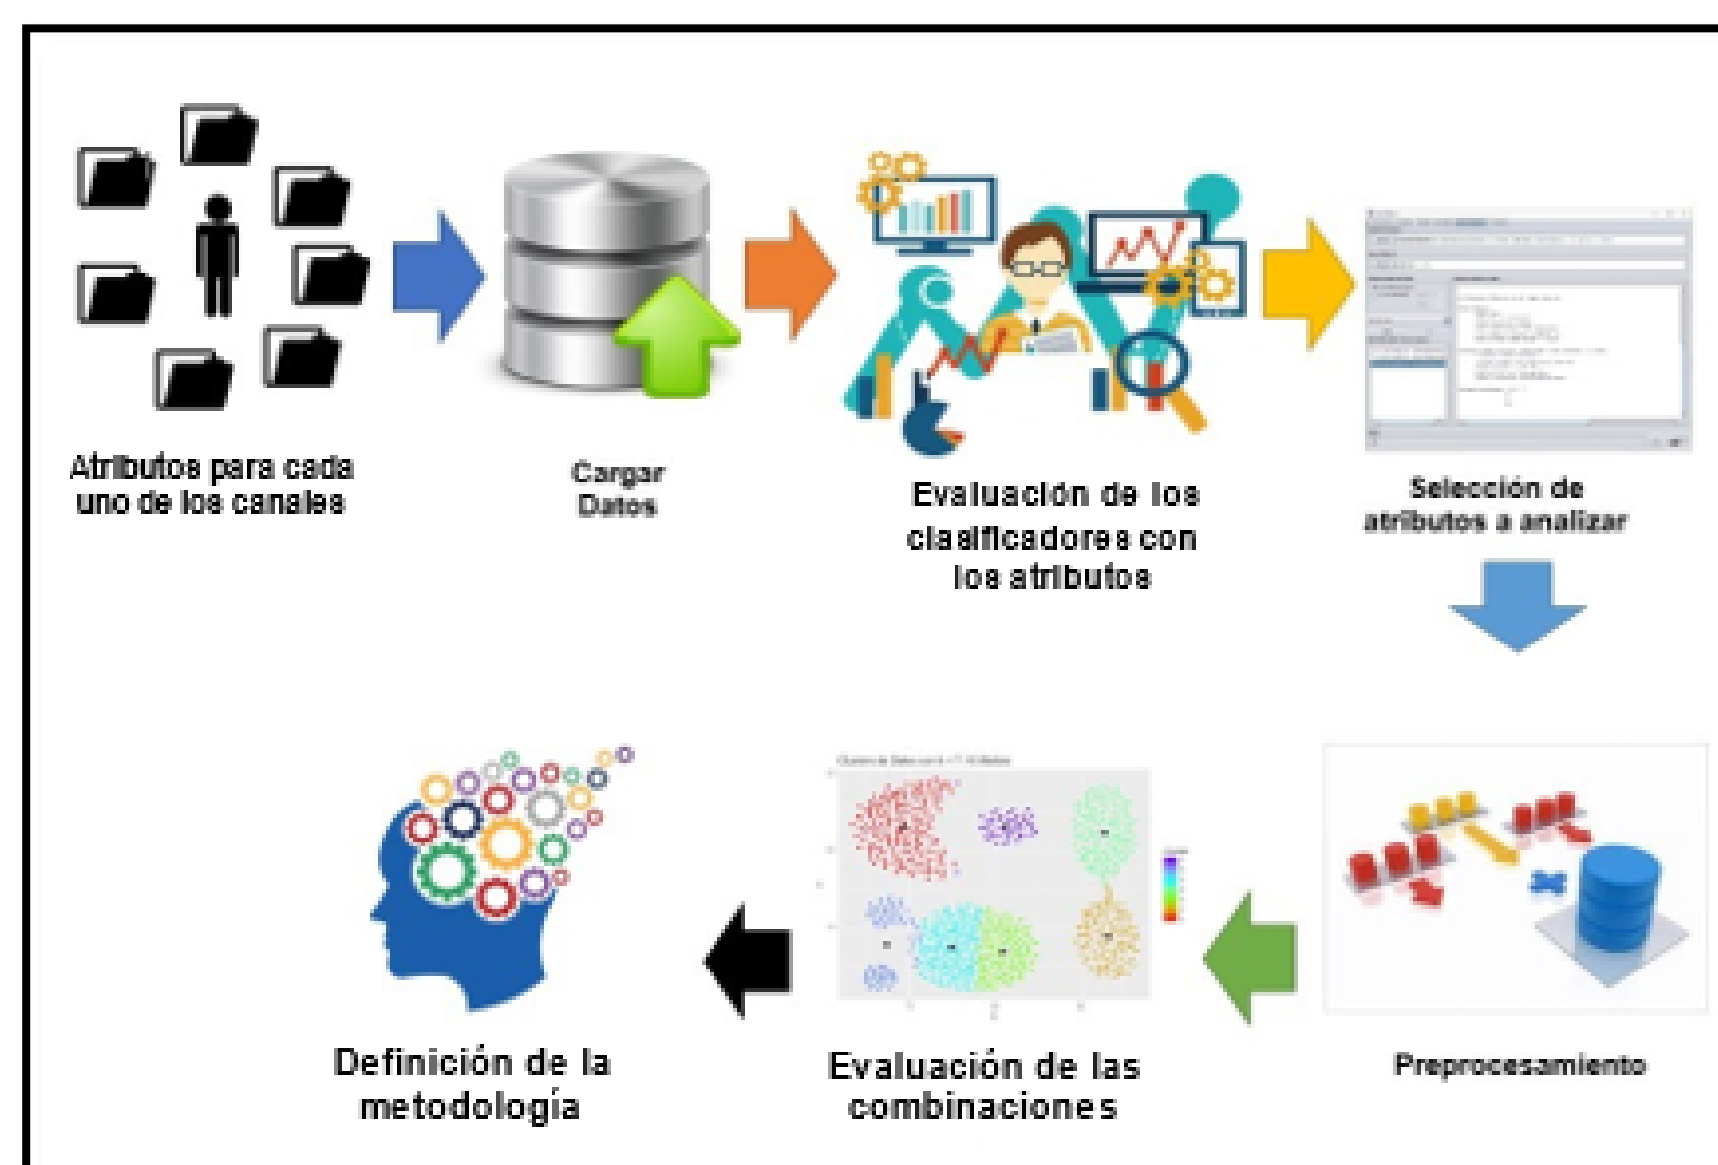 Atributos para cada
uno de los canales
Cargar
Datos
Evaluación de los
clasificadores con
los atributos
Selección de
atributos a analizar
Preprocesamiento
Evaluación de las
combinaciones
Definición de la
metodología